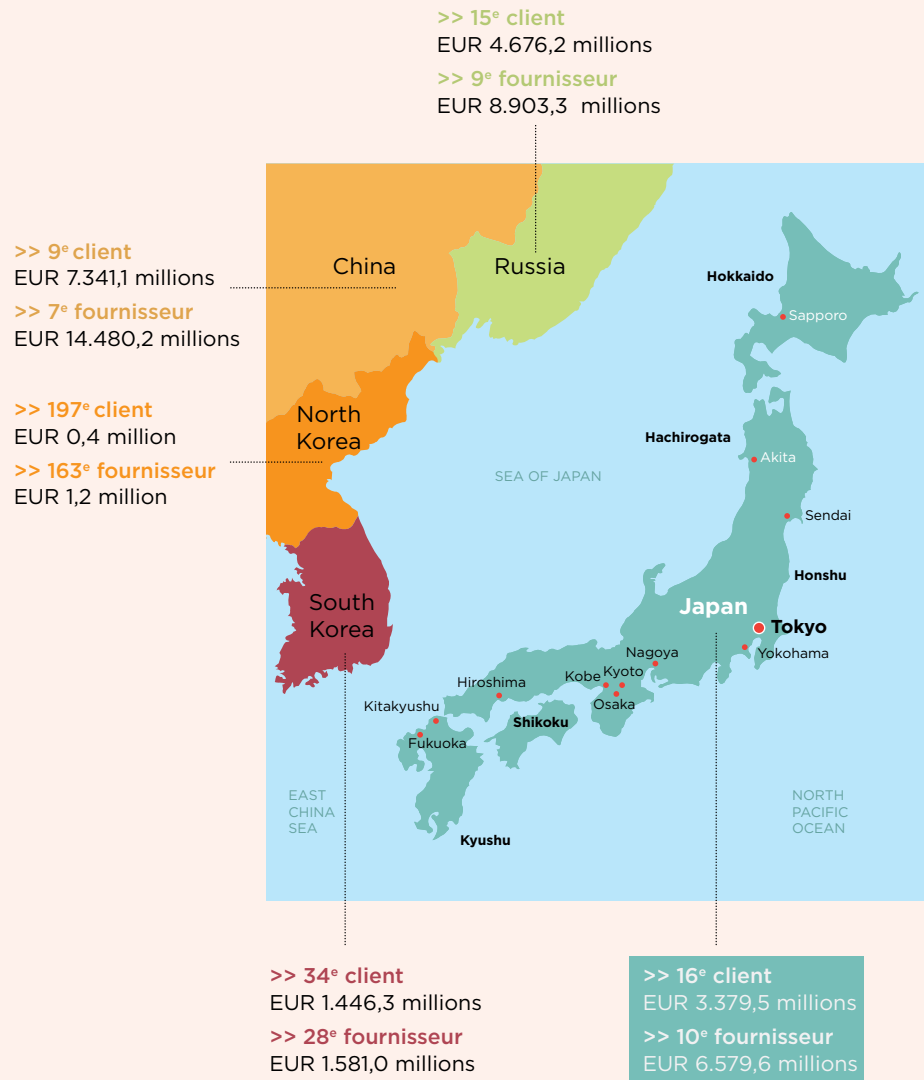 >> 15e client
EUR 4.676,2 millions
>> 9e fournisseur
EUR 8.903,3 millions
>> 9e client
EUR 7.341,1 millions
>> 7e fournisseur
EUR 14.480,2 millions
>> 197e client
EUR 0,4 million
>> 163e fournisseur
EUR 1,2 million
China
Russia
Hokkaido
Sapporo
North
Korea
Hachirogata
Akita
SEA OF JAPAN
Sendai
Honshu
South
Korea
Japan
Tokyo
Yokohama
Nagoya
Kobe
Kyoto
Hiroshima
Osaka
Kitakyushu
Shikoku
Fukuoka
EAST
CHINA
SEA
NORTH
PACIFIC
OCEAN
Kyushu
>> 34e client
EUR 1.446,3 millions
>> 28e fournisseur
EUR 1.581,0 millions
>> 16e client
EUR 3.379,5 millions
>> 10e fournisseur
EUR 6.579,6 millions